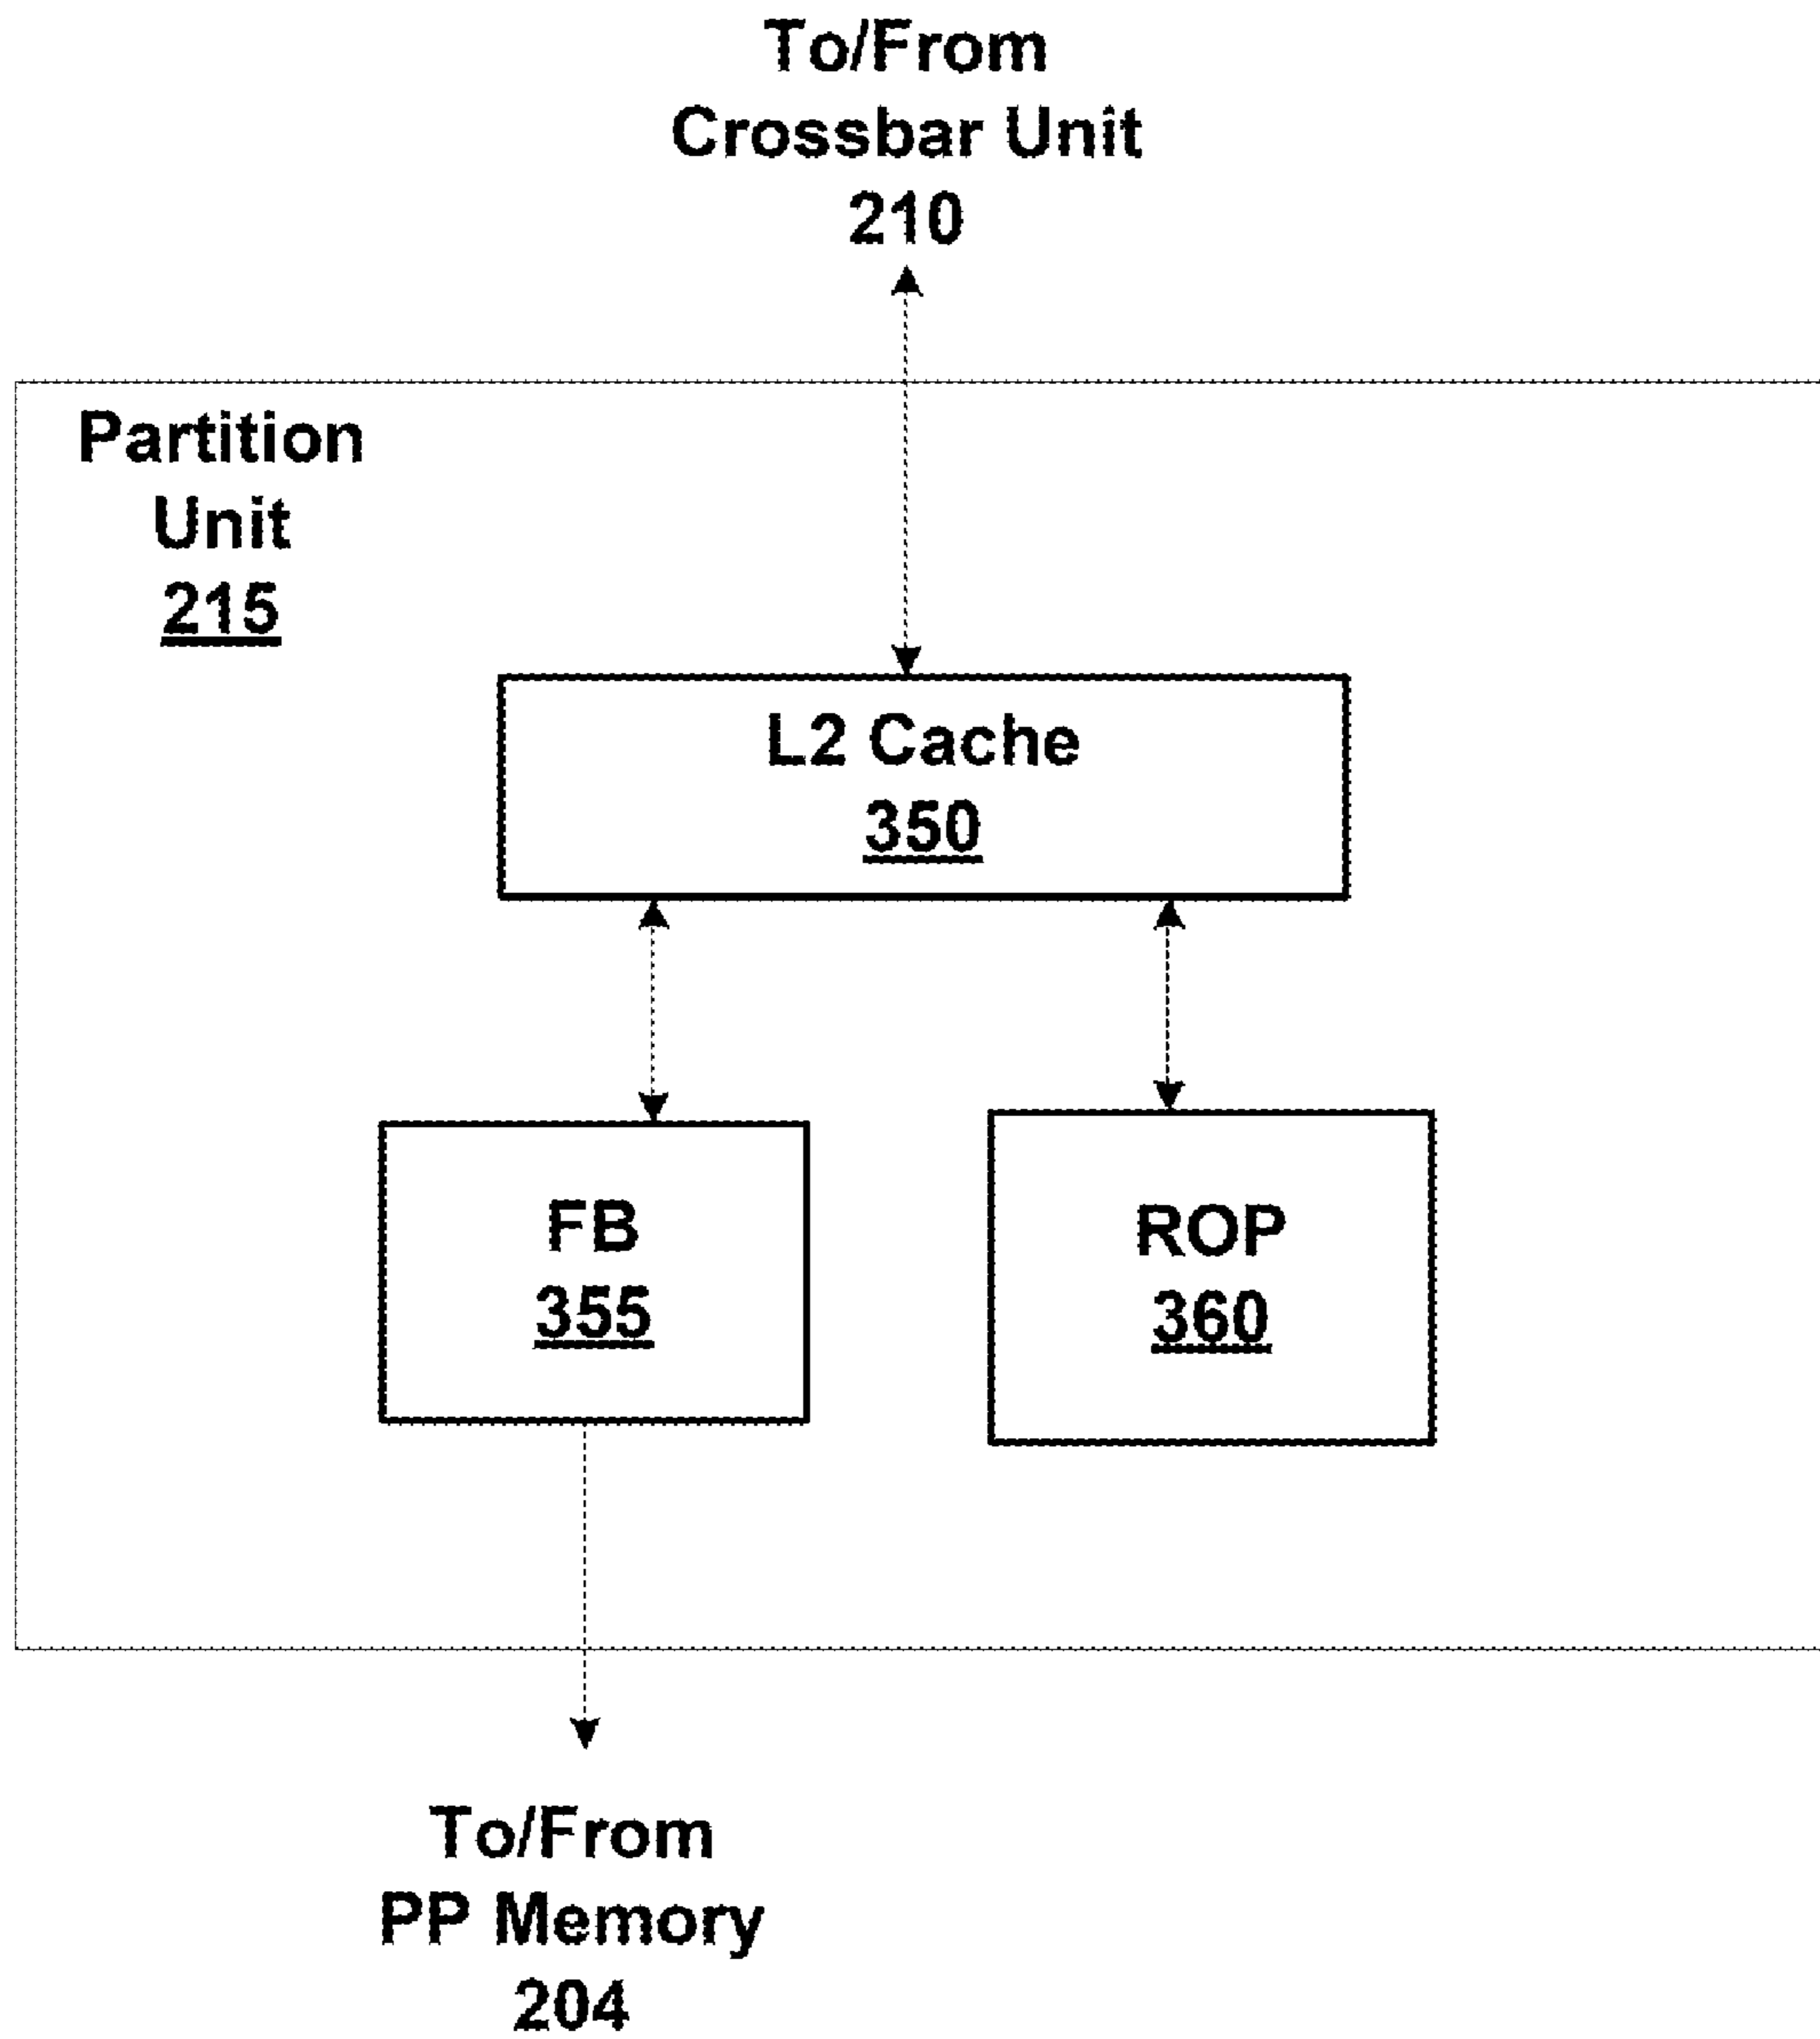 To/From
Crossbar Unit
210
Partition
Unit
215
L2 Cache
350
FB
355
ROP
360
To/From
PP Memory
204